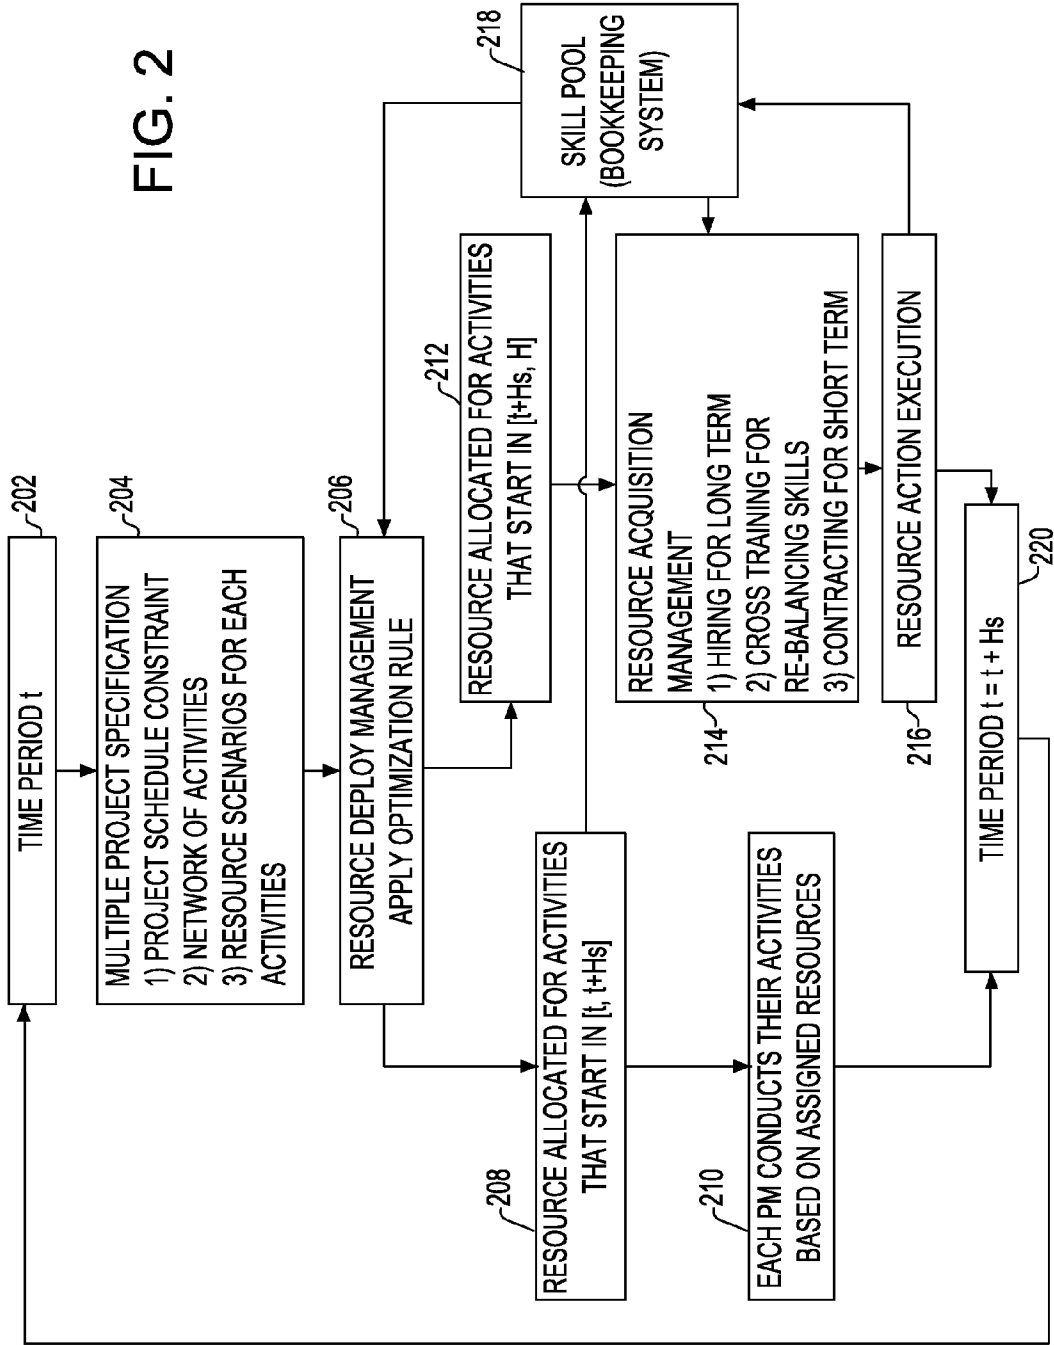 FIG. 2
TIME PERIOD t
202
MULTIPLE PROJECT SPECIFICATION
1) PROJECT SCHEDULE CONSTRAINT
2) NETWORK OF ACTIVITIES
3) RESOURCE SCENARIOS FOR EACH
ACTIVITIES
204
RESOURCE DEPLOY MANAGEMENT
APPLY OPTIMIZATION RULE
206
208
RESOURCE ALLOCATED FOR ACTIVITIES
THAT START IN [t, t+Hs]
210
EACH PM CONDUCTS THEIR ACTIVITIES
BASED ON ASSIGNED RESOURCES
212
RESOURCE ALLOCATED FOR ACTIVITIES
THAT START IN [t+Hs, H]
214
RESOURCE ACQUISITION
MANAGEMENT
1) HIRING FOR LONG TERM
2) CROSS TRAINING FOR
RE-BALANCING SKILLS
3) CONTRACTING FOR SHORT TERM
216
RESOURCE ACTION EXECUTION
218
SKILL POOL
(BOOKKEEPING
SYSTEM)
TIME PERIOD t = t + Hs
220